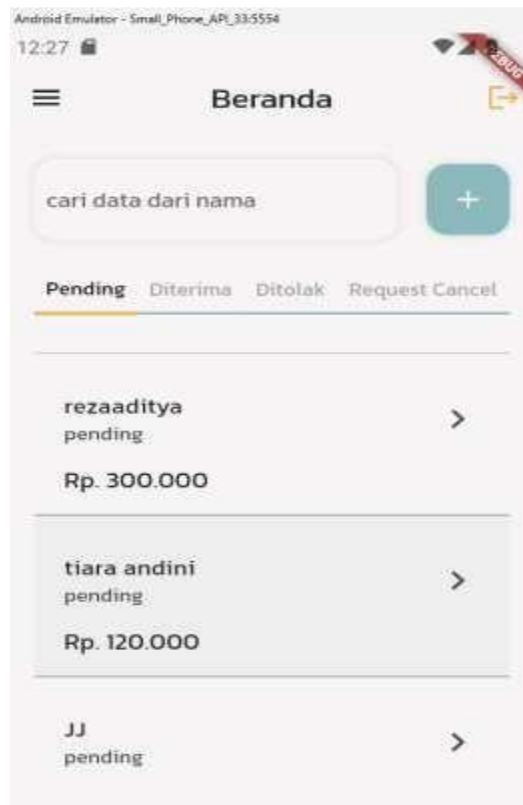 Android Emulator - Small_Phone_API_33:5554
12:27
DEBUG
Beranda
cari data dari nama
+
Pending Diterima Ditolak Request Cancel
rezaaditya
pending
Rp. 300.000
tiara andini
pending
Rp. 120.000
JJ
pending